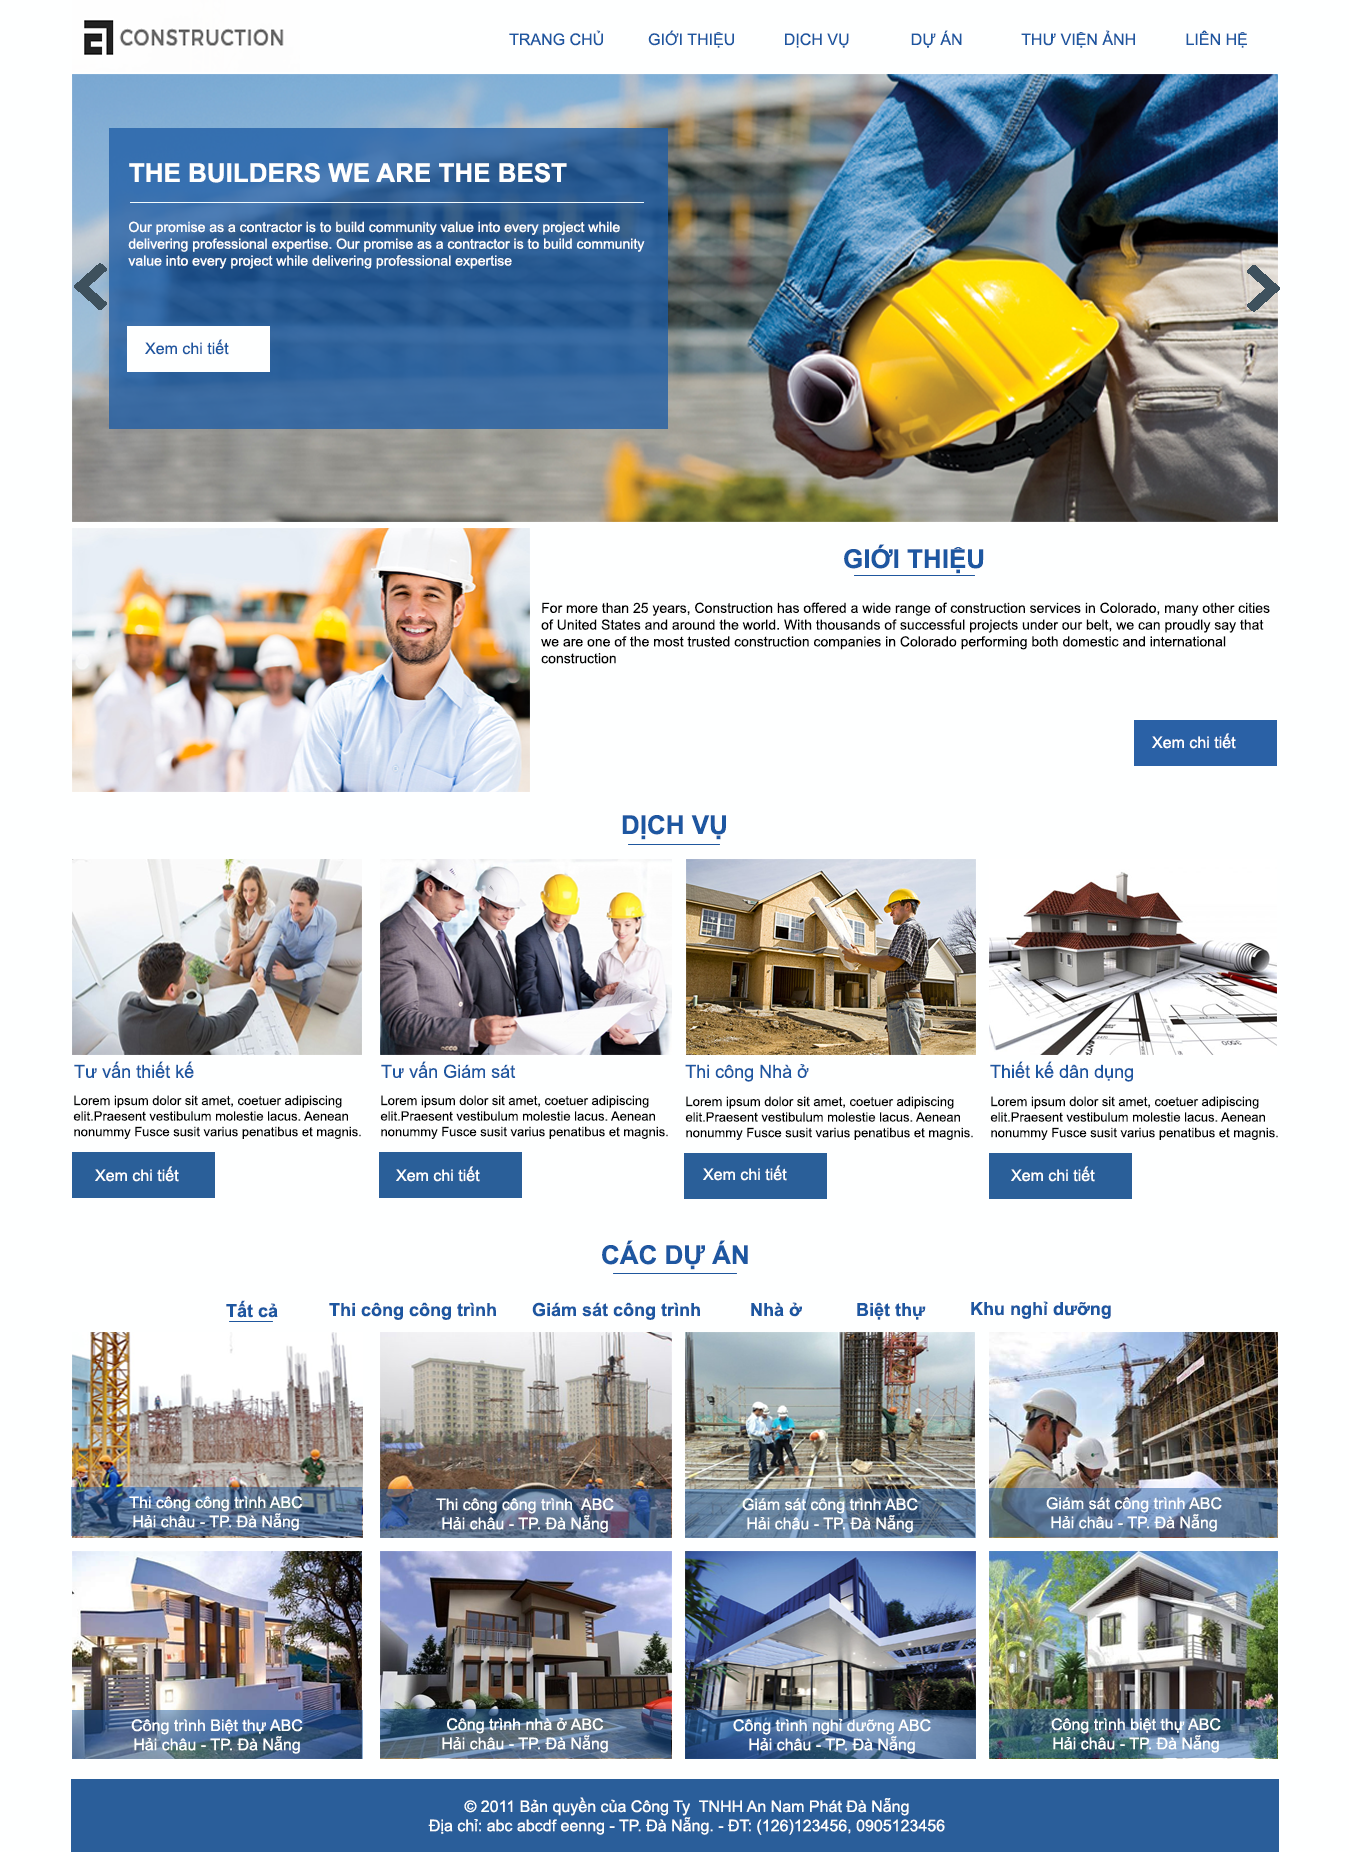 CONSTRUCTION
TRANG CHỦ GIỚI THIỆU DỊCH VỤ DỰ ÁN THƯ VIỆN ẢNH LIÊN HỆ
THE BUILDERS WE ARE THE BEST
Our promise as a contractor is to build community value into every project while
delivering professional expertise. Our promise as a contractor is to build community
value into every project while delivering professional expertise
Xem chi tiết
GIỚI THIỆU
For more than 25 years, Construction has offered a wide range of construction services in Colorado, many other cities
of United States and around the world. With thousands of successful projects under our belt, we can proudly say that
we are one of the most trusted construction companies in Colorado performing both domestic and international
construction
Xem chi tiết
DỊCH VỤ
Tư vấn thiết kế
Lorem ipsum dolor sit amet, coetuer adipiscing
elit.Praesent vestibulum molestie lacus. Aenean
nonummy Fusce susit varius penatibus et magnis.
Xem chi tiết
Tư vấn Giám sát
Lorem ipsum dolor sit amet, coetuer adipiscing
elit.Praesent vestibulum molestie lacus. Aenean
nonummy Fusce susit varius penatibus et magnis.
Xem chi tiết
Thi công Nhà ở
Lorem ipsum dolor sit amet, coetuer adipiscing
elit.Praesent vestibulum molestie lacus. Aenean
nonummy Fusce susit varius penatibus et magnis.
Xem chi tiết
Thiết kế dân dụng
Lorem ipsum dolor sit amet, coetuer adipiscing
elit.Praesent vestibulum molestie lacus. Aenean
nonummy Fusce susit varius penatibus et magnis.
Xem chi tiết
CÁC DỰ ÁN
Tất cả Thi công công trình Giám sát công trình Nhà ở Biệt thự Khu nghỉ dưỡng
Thi công công trình ABC
Hải châu - TP. Đà Nẵng
Thi công công trình ABC
Hải châu - TP. Đà Nẵng
Giám sát công trình ABC
Hải châu - TP. Đà Nẵng
Giám sát công trình ABC
Hải châu - TP. Đà Nẵng
Công trình Biệt thự ABC
Hải châu - TP. Đà Nẵng
Công trình nhà ở ABC
Hải châu - TP. Đà Nẵng
Công trình nghỉ dưỡng ABC
Hải châu - TP. Đà Nẵng
Công trình biệt thự ABC
Hải châu - TP. Đà Nẵng
© 2011 Bản quyền của Công Ty TNHH An Nam Phát Đà Nẵng
Địa chỉ: abc abcdf eenng - TP. Đà Nẵng. - ĐT: (126)123456, 0905123456